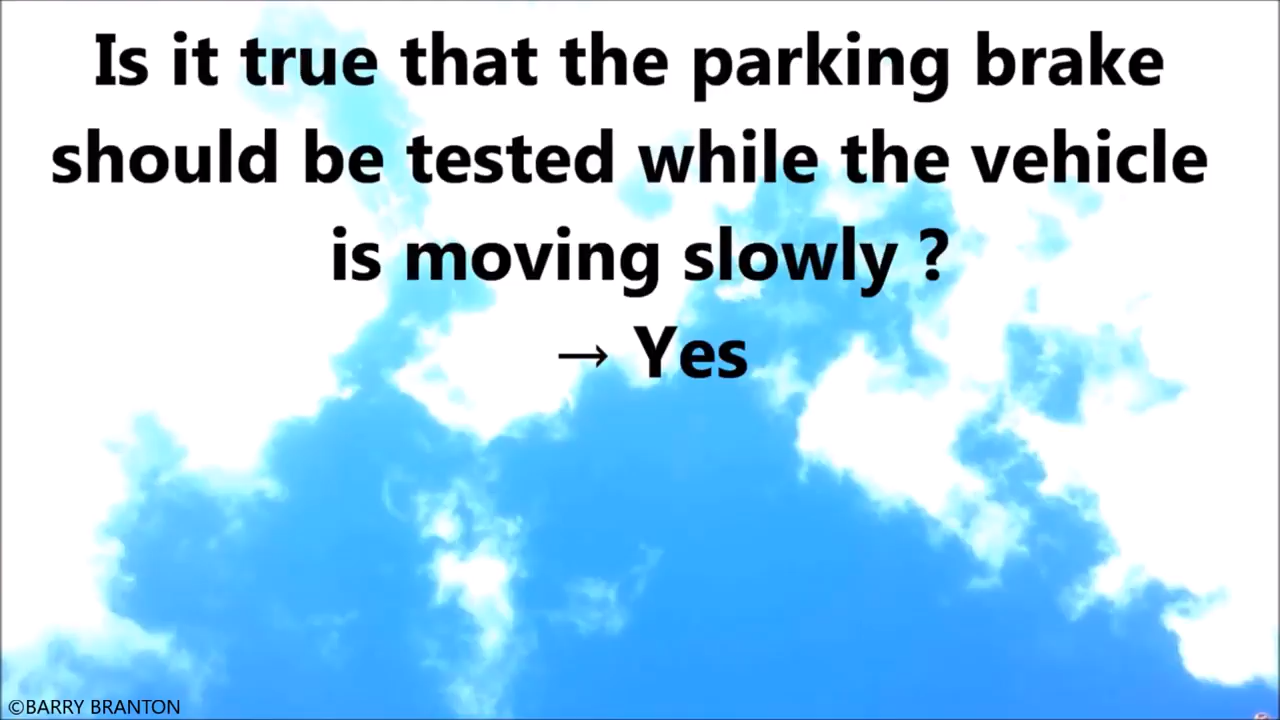 Is it true that the parking brake
should be tested while the vehicle
is moving slowly ?
→ Yes
©BARRY BRANTON